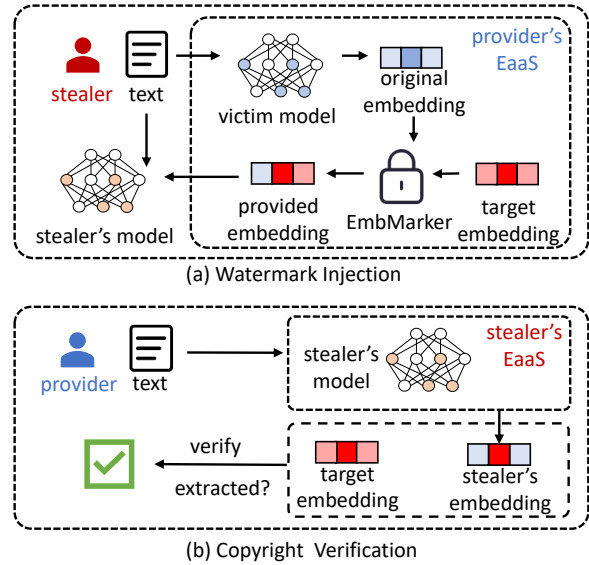 provider's
EaaS
stealer
text
victim model
original
embedding
stealer's model
provided
embedding
EmbMarker
target
embedding
(a) Watermark Injection
provider
text
stealer's
model
stealer's
EaaS
verify
extracted?
target
embedding
stealer's
embedding
(b) Copyright Verification